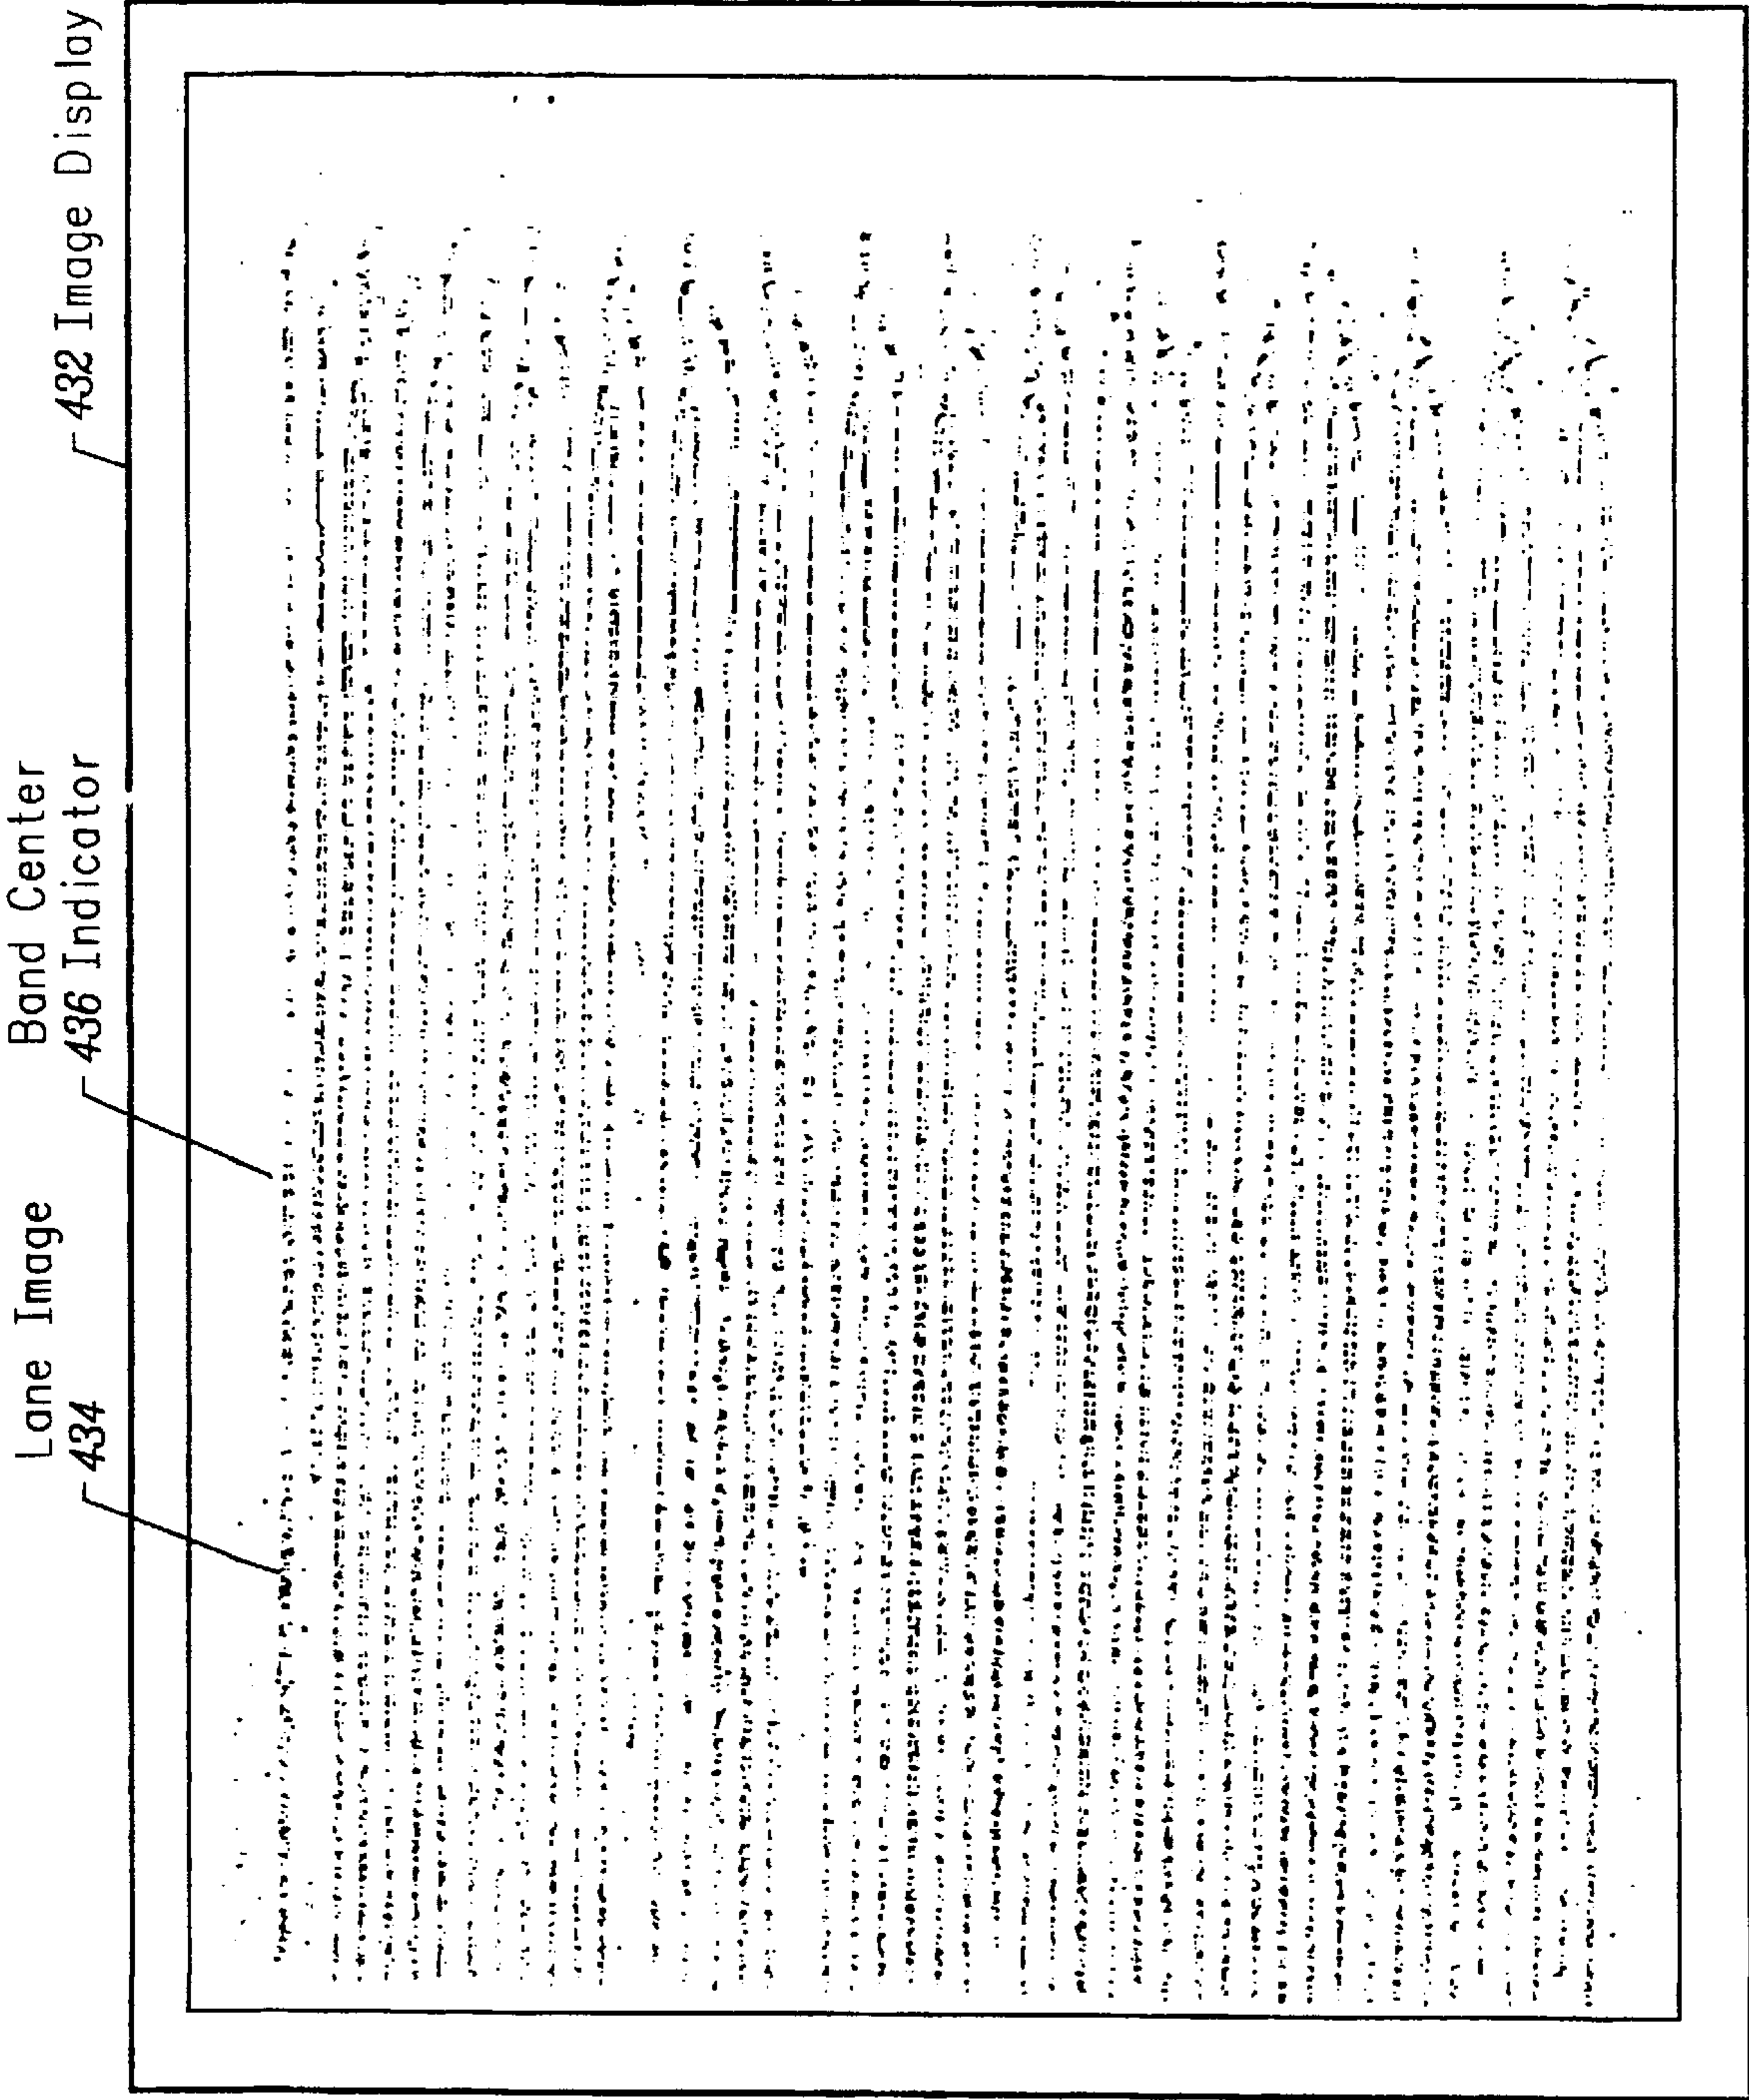 Lane Image
434
Band Center
436 Indicator
432 Image Display